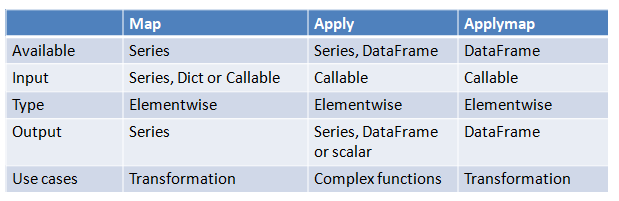 Map Apply Applymap
Available Series Series, DataFrame DataFrame
Input Series, Dict or Callable Callable Callable
Type Elementwise Elementwise Elementwise
Output Series Series, DataFrame or scalar DataFrame
Use cases Transformation Complex functions Transformation